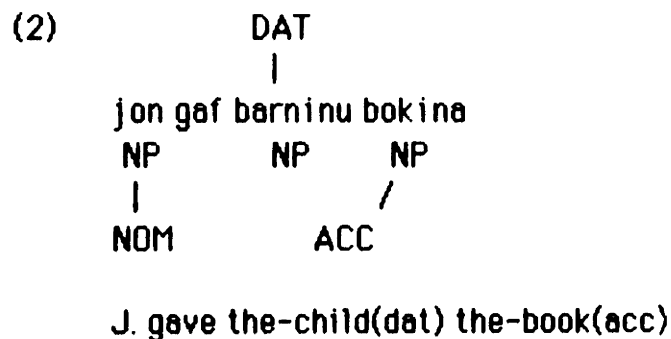 (2) DAT
|
jon gaf barninu bokina
NP NP NP
| /
NOM ACC
J. gave the-child(dat) the-book(acc)